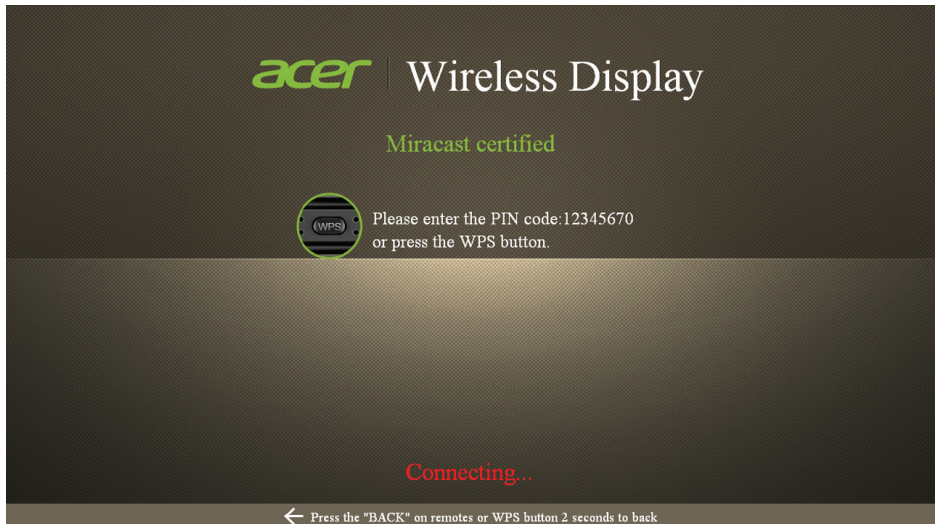 acer Wireless Display
Miracast certified
WPS
Please enter the PIN code:12345670
or press the WPS button.
Connecting...
Press the "BACK" on remotes or WPS button 2 seconds to back